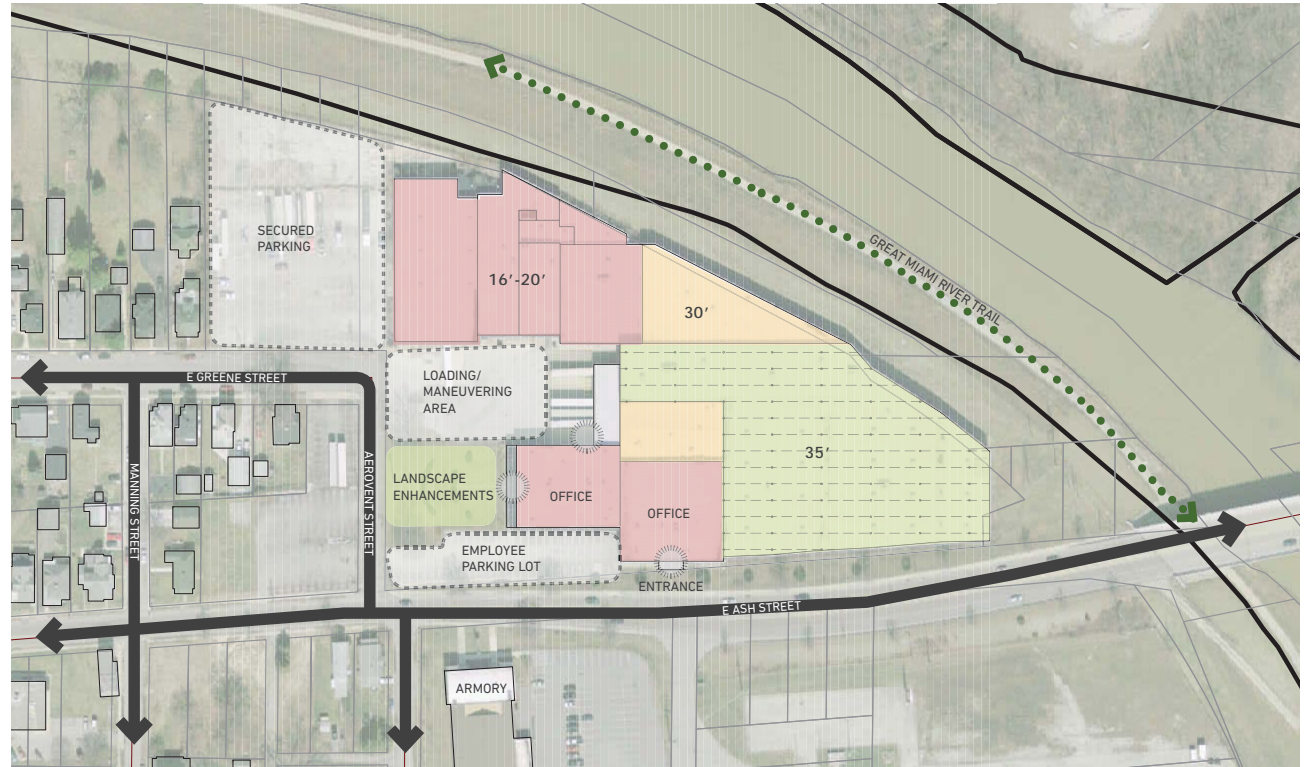 SECURED
PARKING
16'-20'
30'
GREAT MIAMI RIVER TRAIL
E GREENE STREET
LOADING/
MANEUVERING
AREA
MANNING STREET
AEROVENT STREET
LANDSCAPE
ENHANCEMENTS
OFFICE
OFFICE
35'
EMPLOYEE
PARKING LOT
ENTRANCE
E ASH STREET
ARMORY